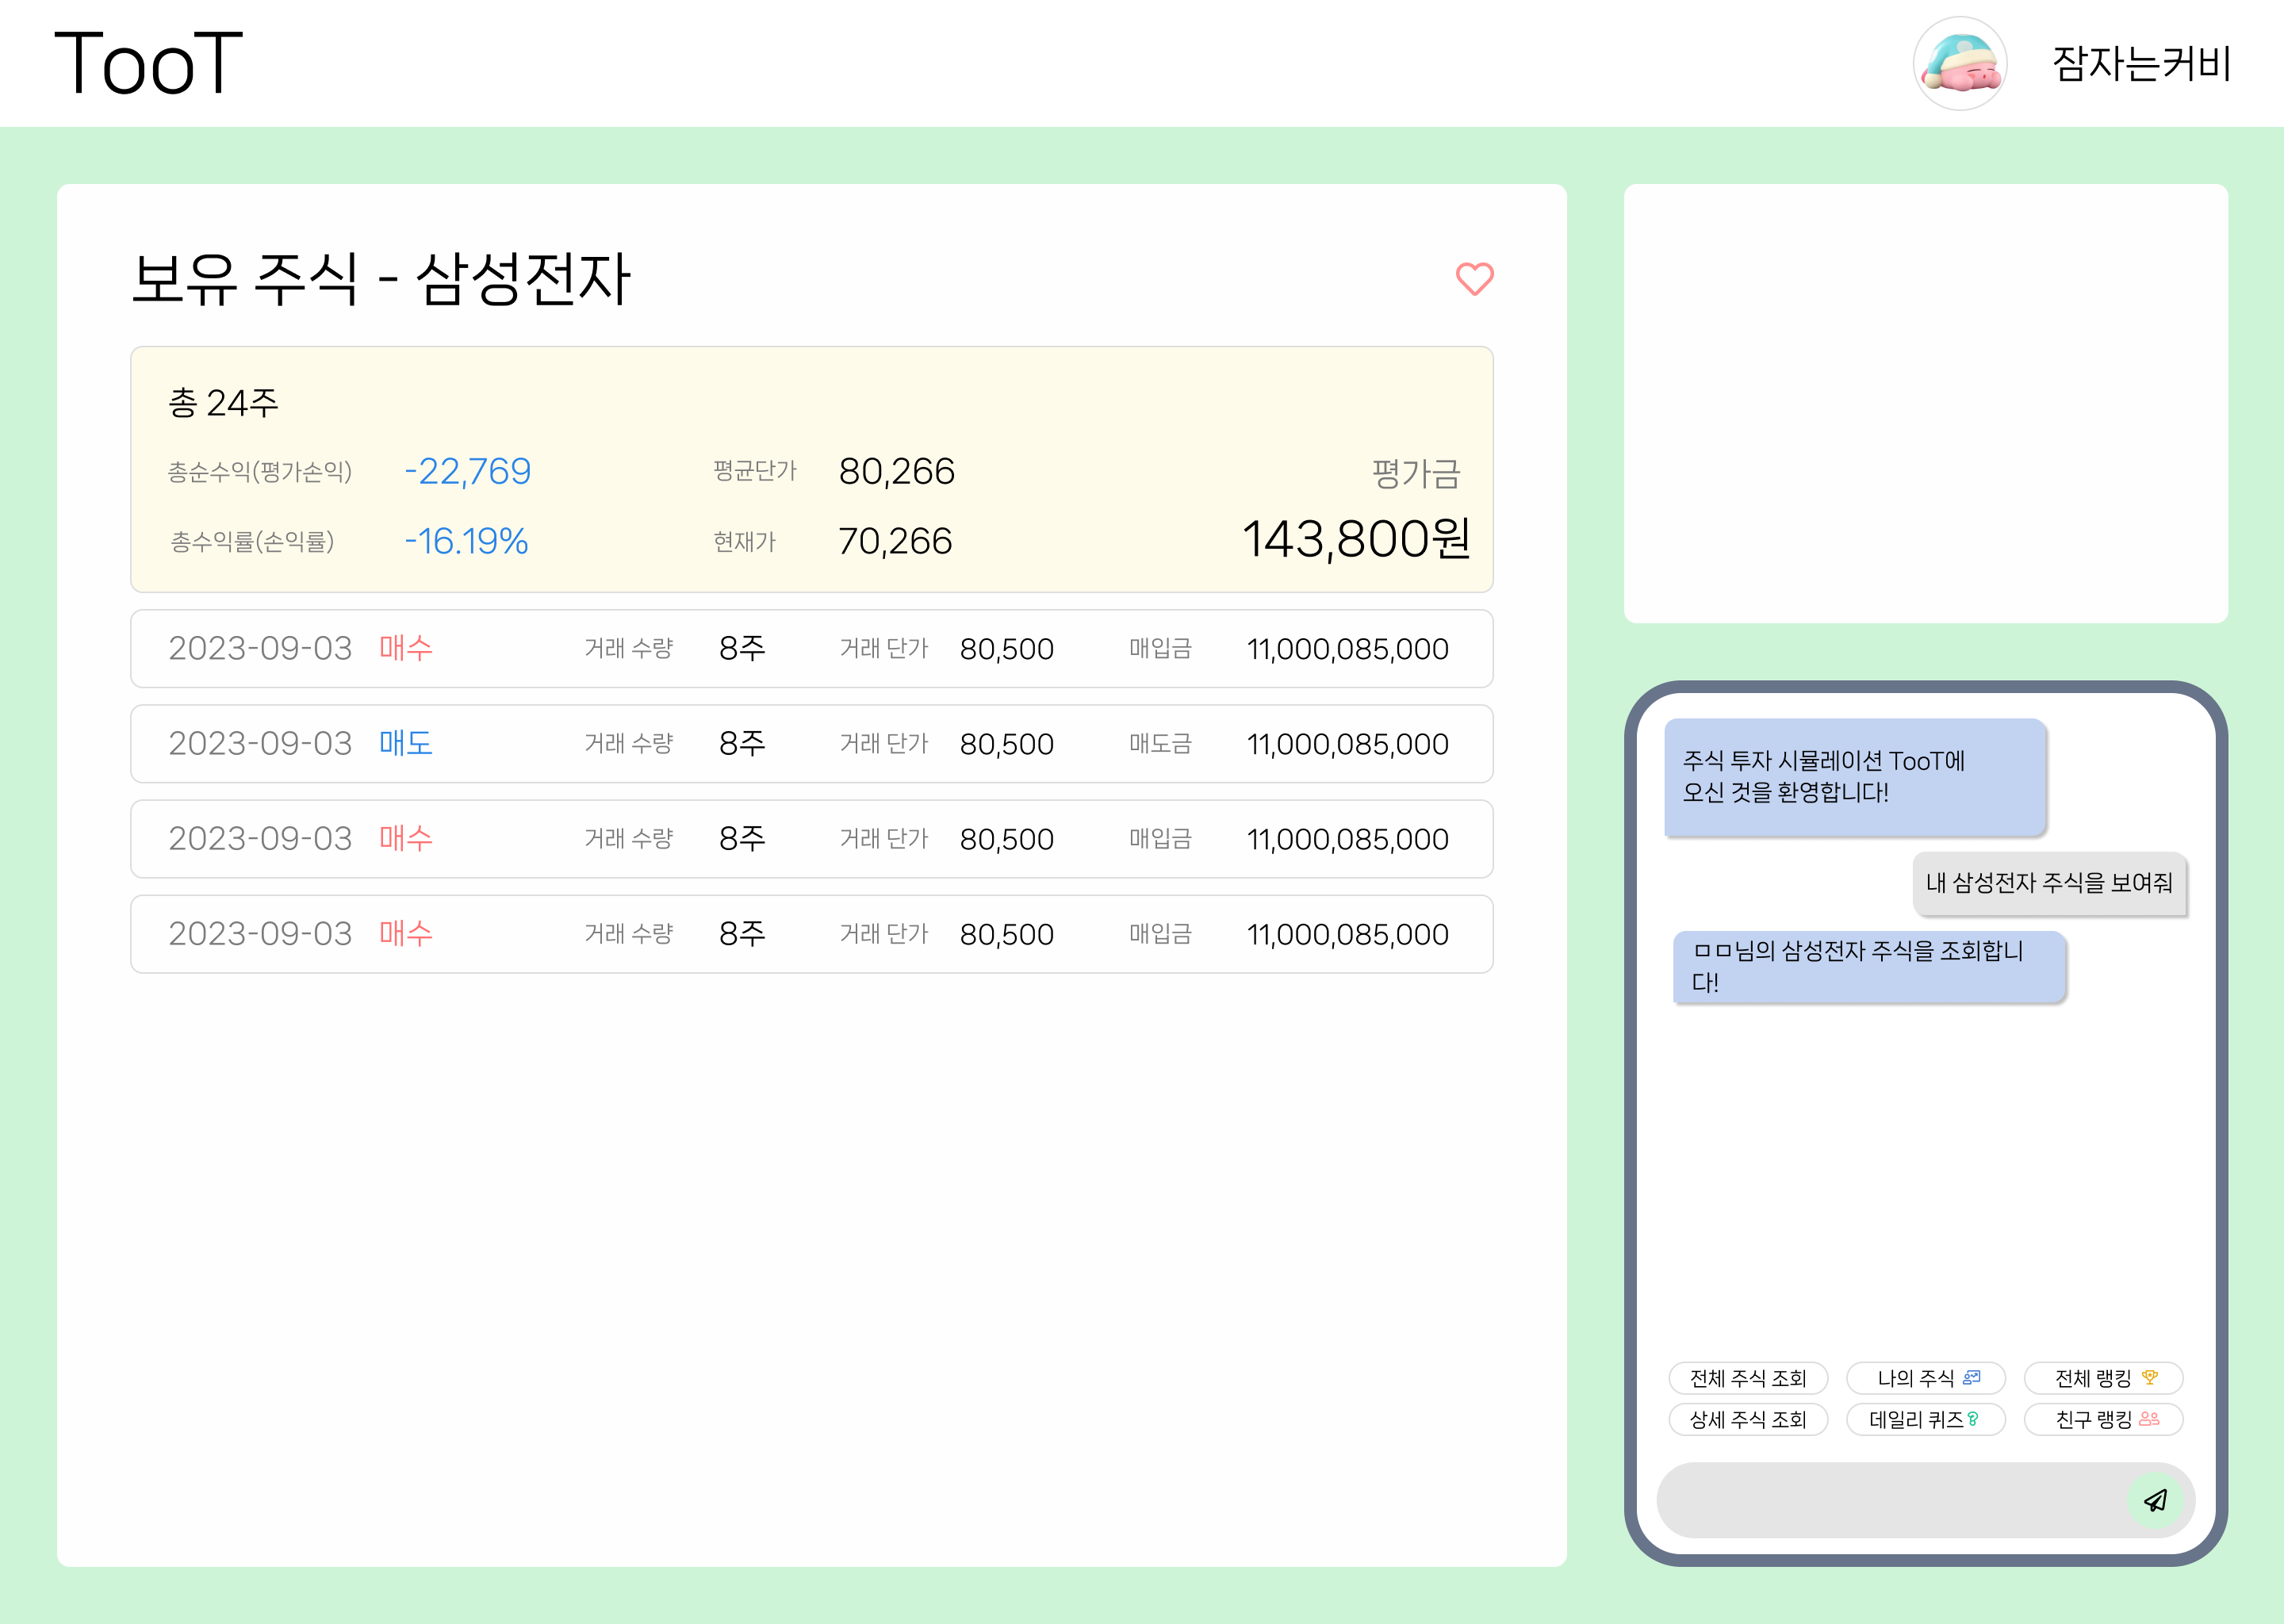 TooT
잠자는커비
보유 주식 - 삼성전자
총 24주
총순수익(평가손익) -22,769 평균단가 80,266 평가금
총수익률(손익률) -16.19% 현재가 70,266 143,800원
2023-09-03 매수 거래 수량 8주 거래 단가 80,500 매입금 11,000,085,000
2023-09-03 매도 거래 수량 8주 거래 단가 80,500 매도금 11,000,085,000
2023-09-03 매수 거래 수량 8주 거래 단가 80,500 매입금 11,000,085,000
2023-09-03 매수 거래 수량 8주 거래 단가 80,500 매입금 11,000,085,000
주식 투자 시뮬레이션 TooT에
오신 것을 환영합니다!
내 삼성전자 주식을 보여줘
ㅁㅁ님의 삼성전자 주식을 조회합니
다!
전체 주식 조회 나의 주식 전체 랭킹
상세 주식 조회 데일리 퀴즈 친구 랭킹